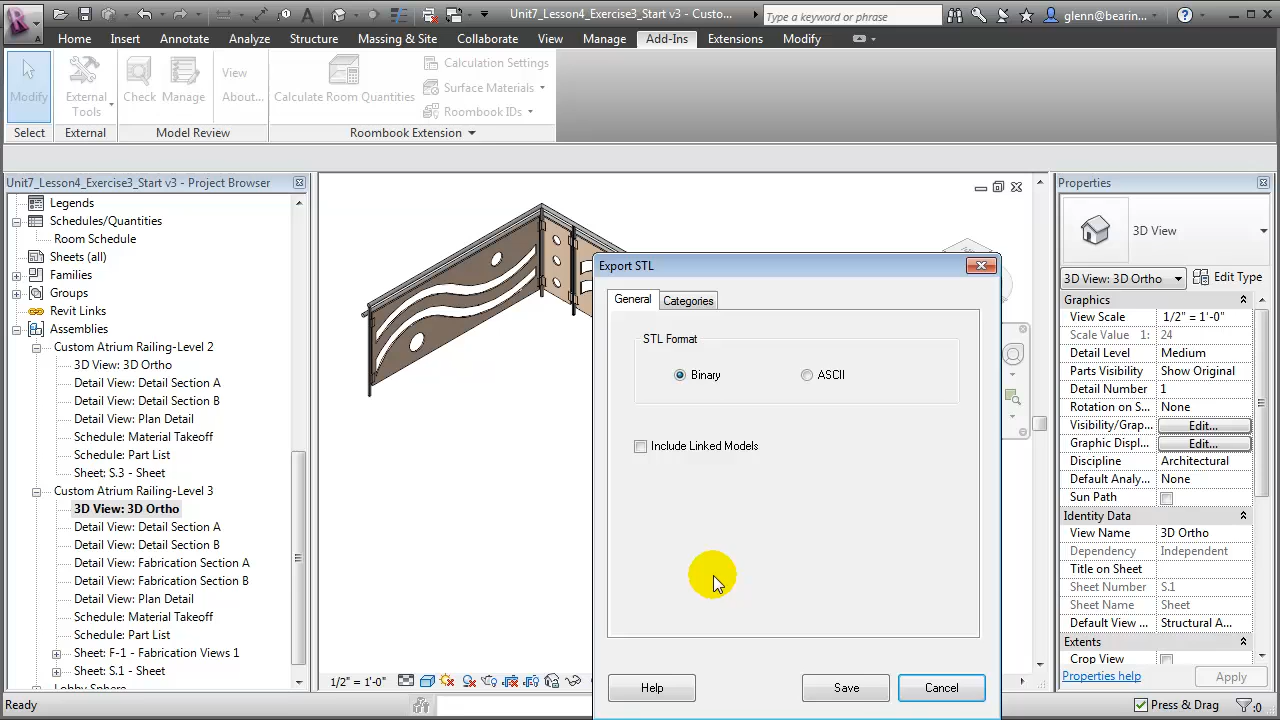 Unit7_Lesson4_Exercise3_Start v3 - Custo...
Type a keyword or phrase
glenn@bearin...
Home Insert Annotate Analyze Structure Massing & Site Collaborate View Manage Add-Ins Extensions Modify
Modify
External
Tools
Check
Manage
View
About...
Calculate Room Quantities
Calculation Settings
Surface Materials
Roombook IDs
Select External Model Review Roombook Extension
Unit7_Lesson4_Exercise3_Start v3 - Project Browser
Legends
Schedules/Quantities
Room Schedule
Sheets (all)
Families
Groups
Revit Links
Assemblies
Custom Atrium Railing-Level 2
3D View: 3D Ortho
Detail View: Detail Section A
Detail View: Detail Section B
Detail View: Plan Detail
Schedule: Material Takeoff
Schedule: Part List
Sheet: S.3 - Sheet
Custom Atrium Railing-Level 3
3D View: 3D Ortho
Detail View: Detail Section A
Detail View: Detail Section B
Detail View: Fabrication Section A
Detail View: Fabrication Section B
Detail View: Plan Detail
Schedule: Material Takeoff
Schedule: Part List
Sheet: F-1 - Fabrication Views 1
Sheet: S.1 - Sheet
Lobby Sphere
1/2" = 1'-0"
Export STL
General Categories
STL Format
Binary ASCII
Include Linked Models
Help Save Cancel
Properties
3D View
3D View: 3D Ortho Edit Type
Graphics
View Scale 1/2" = 1'-0"
Scale Value 1: 24
Detail Level Medium
Parts Visibility Show Original
Detail Number 1
Rotation on S... None
Visibility/Grap... Edit...
Graphic Displ... Edit...
Discipline Architectural
Default Analy... None
Sun Path
Identity Data
View Name 3D Ortho
Dependency Independent
Title on Sheet
Sheet Number S.1
Sheet Name Sheet
Default View ... Structural A...
Extents
Crop View
Properties help Apply
Ready
Press & Drag
:0